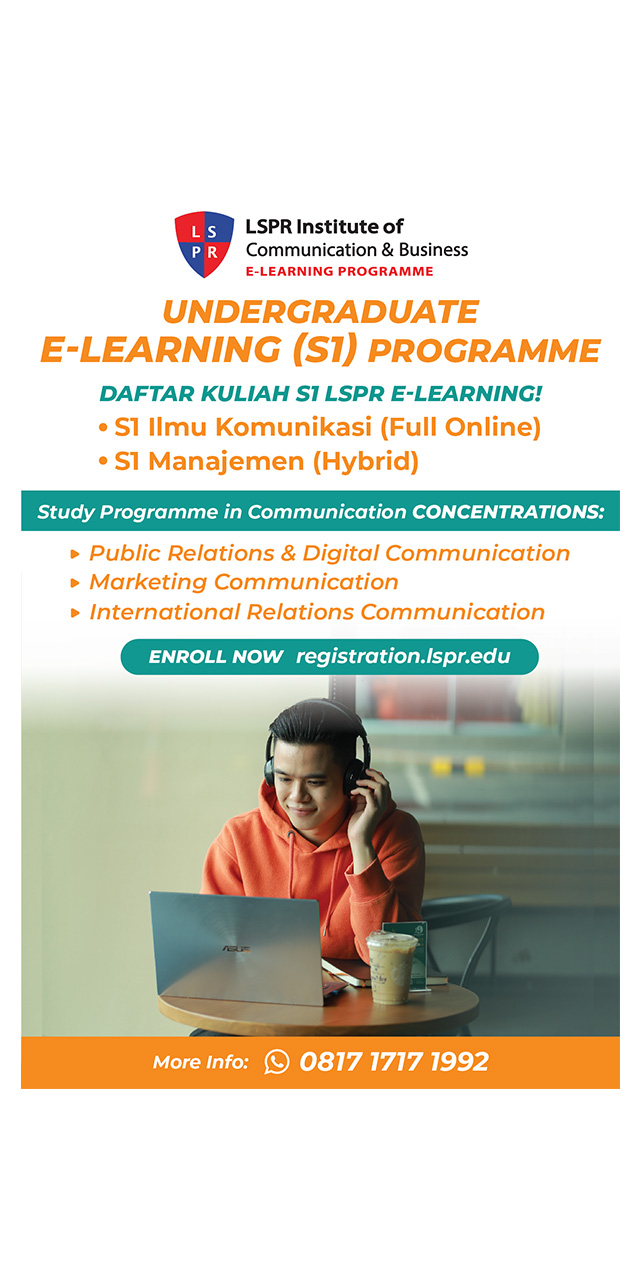 L S
P R
LSPR Institute of
Communication & Business
E-LEARNING PROGRAMME
UNDERGRADUATE
E-LEARNING (S1) PROGRAMME
DAFTAR KULIAH S1 LSPR E-LEARNING!
• S1 Ilmu Komunikasi (Full Online)
• S1 Manajemen (Hybrid)
Study Programme in Communication CONCENTRATIONS:
Public Relations & Digital Communication
Marketing Communication
International Relations Communication
ENROLL NOW registration.lspr.edu
ASUS
More Info: 0817 1717 1992